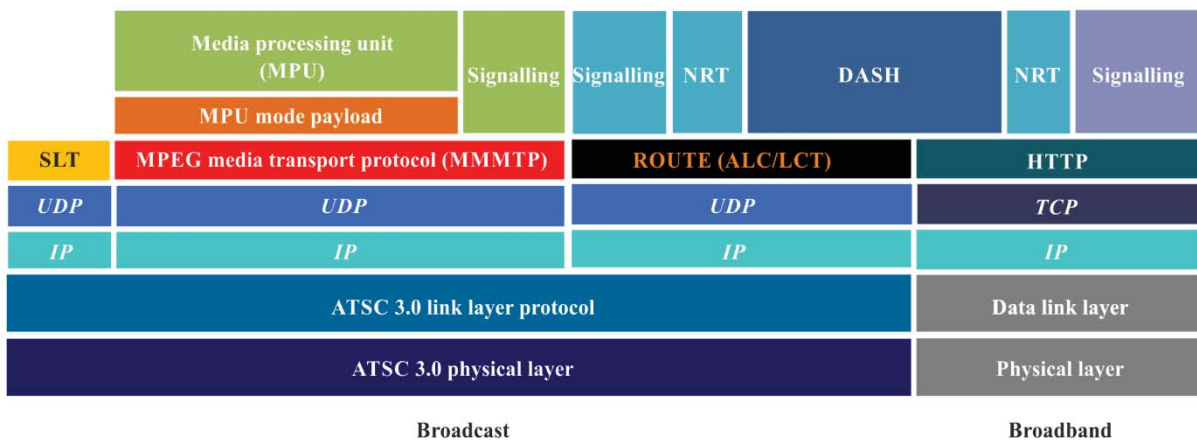 Media processing unit
(MPU)
Signalling
Signalling
NRT
DASH
NRT
Signalling
MPU mode payload
SLT
MPEG media transport protocol (MMMTP)
ROUTE (ALC/LCT)
HTTP
UDP
UDP
UDP
TCP
IP
IP
IP
IP
ATSC 3.0 link layer protocol
Data link layer
ATSC 3.0 physical layer
Physical layer
Broadcast
Broadband